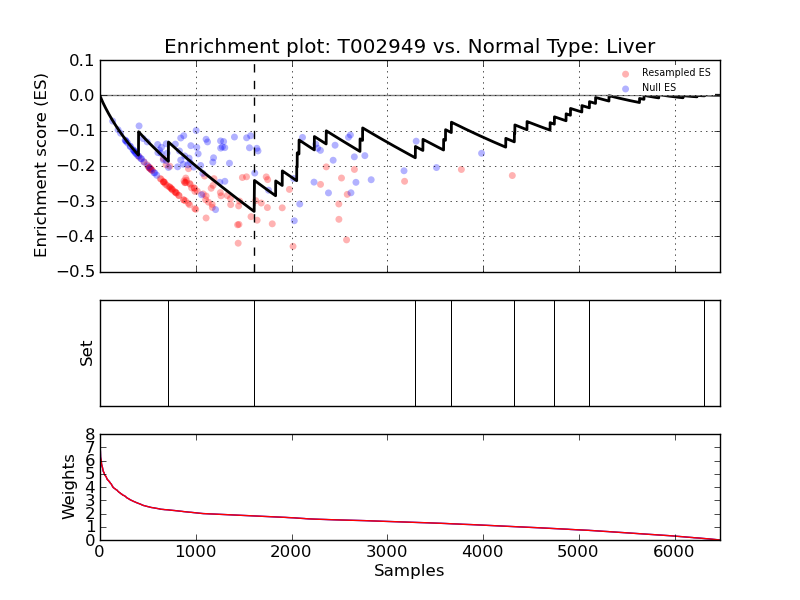 Enrichment plot: T002949 vs. Normal Type: Liver
Enrichment score (ES)
0.1
0.0
−0.1
−0.2
−0.3
−0.4
−0.5
Resampled ES
Null ES
Set
Weights
8
7
6
5
4
3
2
1
0
0 1000 2000 3000 4000 5000 6000
Samples